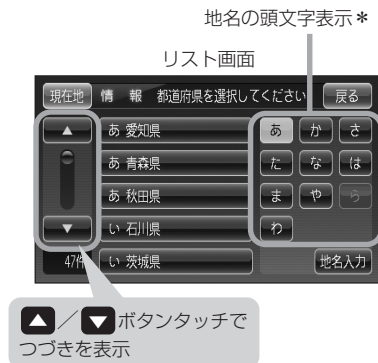 地名の頭文字表示＊
リスト画面
現在地 情 報 都道府県を選択してください 戻る
▲ あ 愛知県 あ か さ
あ 青森県 た な は
あ 秋田県 ま や ら
▼ い 石川県 わ
47件 い 茨城県 地名入力
▲／▼ボタンタッチで
つづきを表示